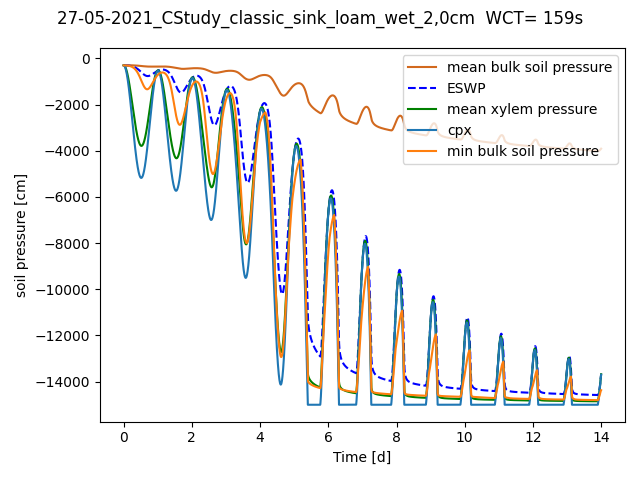 27-05-2021_CStudy_classic_sink_loam_wet_2,0cm  WCT= 159s
mean bulk soil pressure
ESWP
mean xylem pressure
cpx
min bulk soil pressure
soil pressure [cm]
0
−2000
−4000
−6000
−8000
−10000
−12000
−14000
0 2 4 6 8 10 12 14
Time [d]